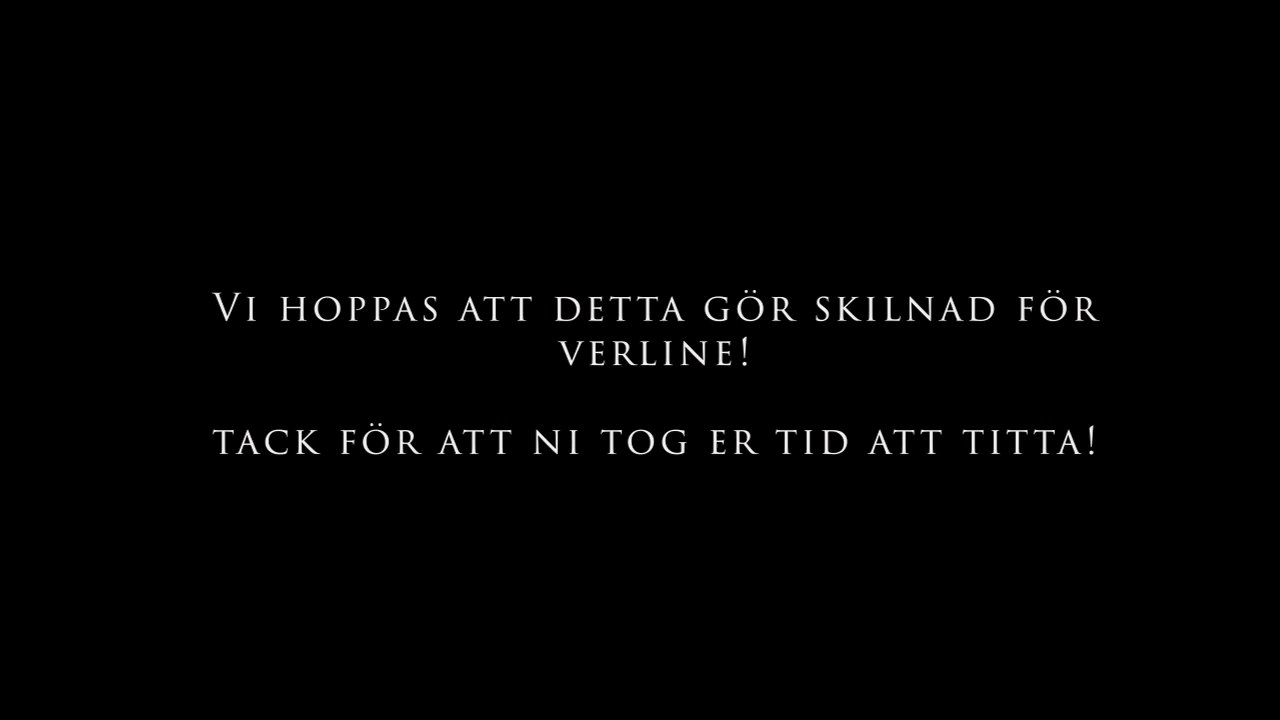 Vi hoppas att detta gör skilnad för
verline!
tack för att ni tog er tid att titta!